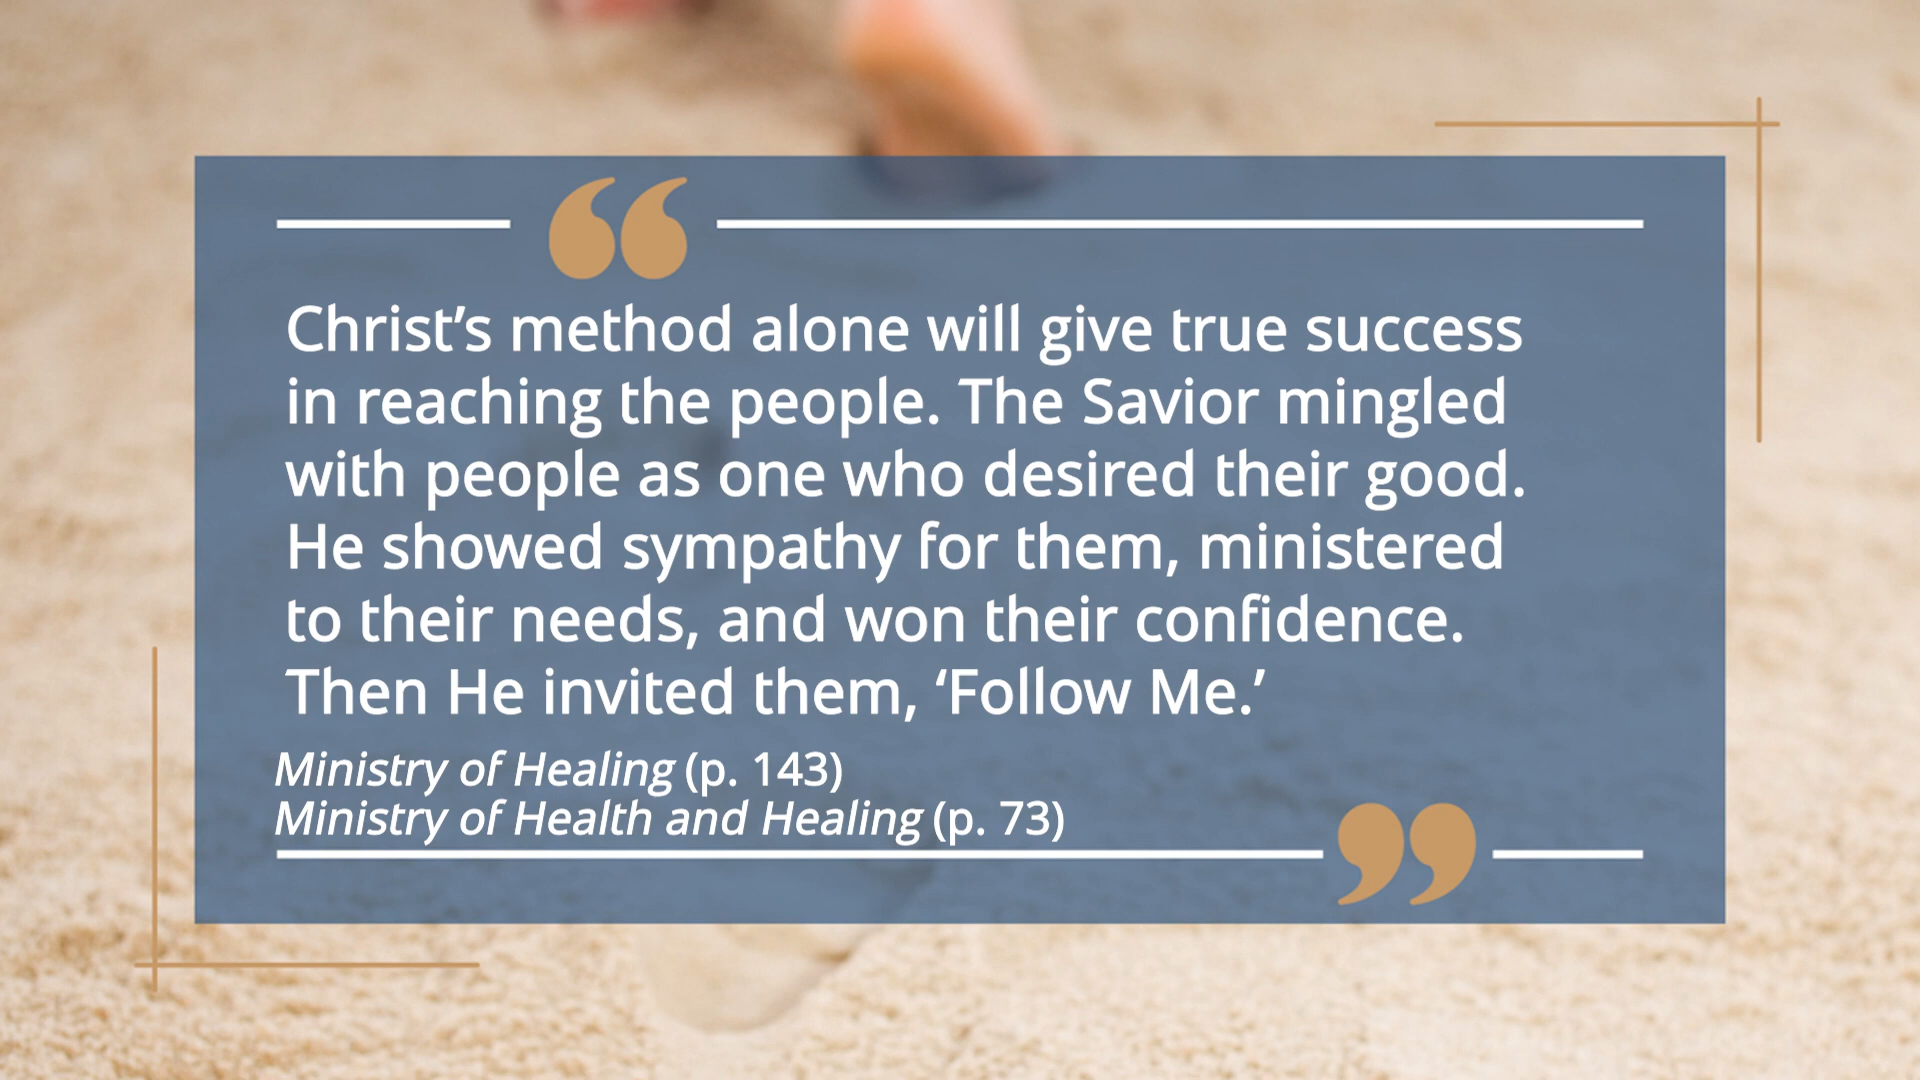 Christ’s method alone will give true success
in reaching the people. The Savior mingled
with people as one who desired their good.
He showed sympathy for them, ministered
to their needs, and won their confidence.
Then He invited them, ‘Follow Me.’
Ministry of Healing (p. 143)
Ministry of Health and Healing (p. 73)